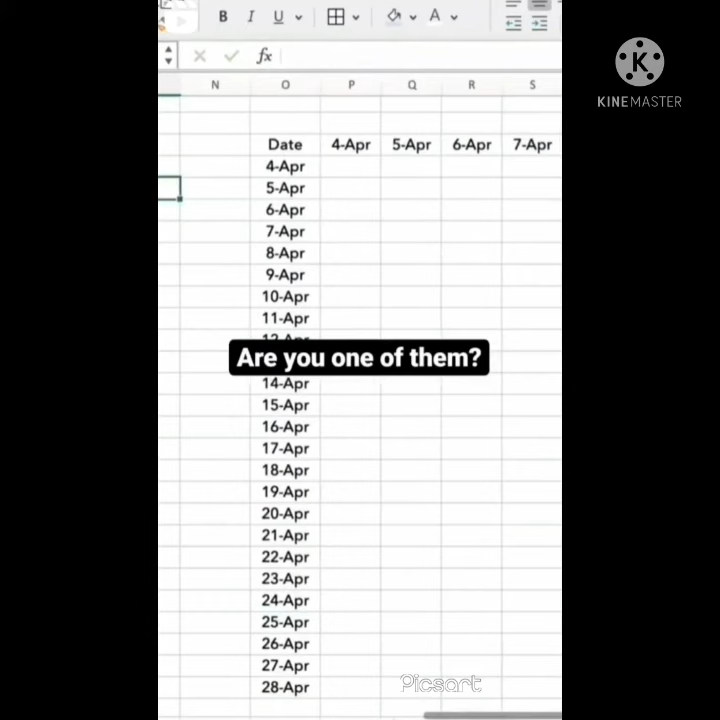 B I U A
fx
N O P Q R S
KINEMASTER
Date 4-Apr 5-Apr 6-Apr 7-Apr
4-Apr
5-Apr
6-Apr
7-Apr
8-Apr
9-Apr
10-Apr
11-Apr
Are you one of them?
14-Apr
15-Apr
16-Apr
17-Apr
18-Apr
19-Apr
20-Apr
21-Apr
22-Apr
23-Apr
24-Apr
25-Apr
26-Apr
27-Apr
28-Apr
Picsart